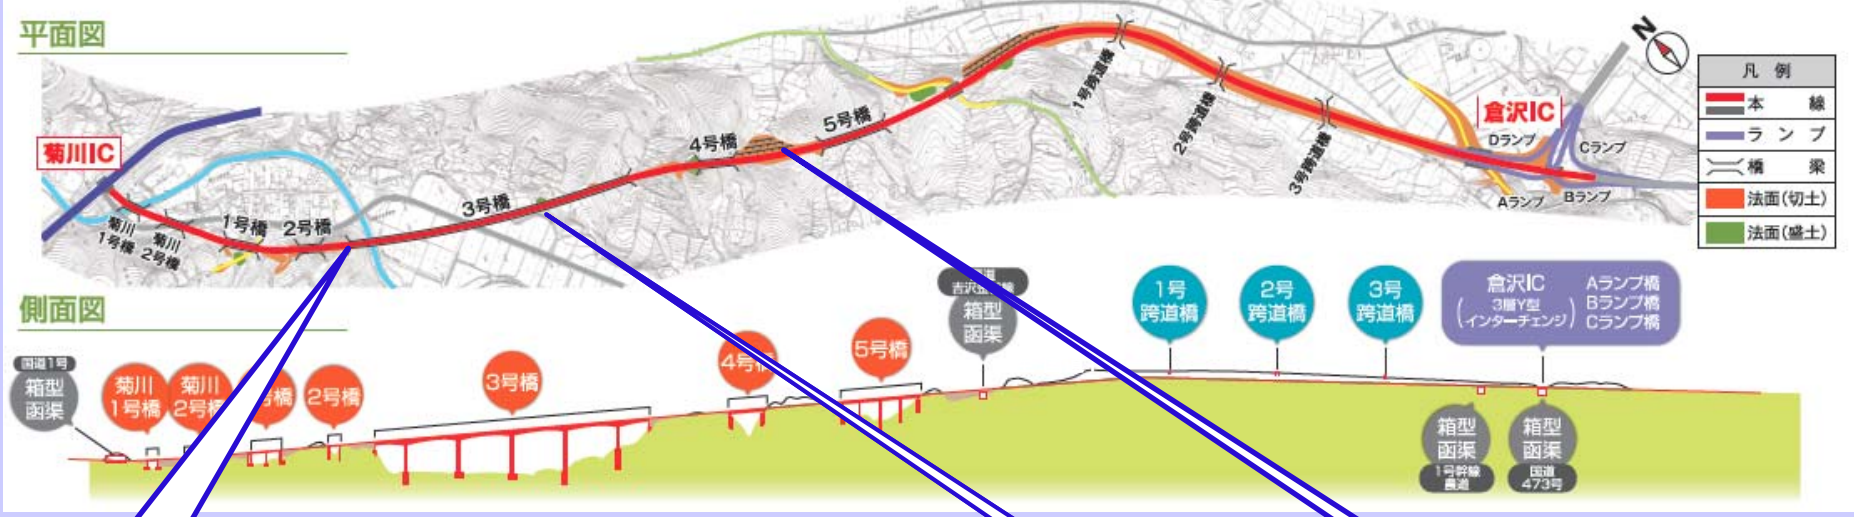 平面図
菊川IC
菊川
1号橋
菊川
2号橋
1号橋
2号橋
3号橋
4号橋
5号橋
1号跨道橋
2号跨道橋
3号跨道橋
倉沢IC
Dランプ
Cランプ
Aランプ
Bランプ
N
凡 例
本 線
ランプ
橋 梁
法面(切土)
法面(盛土)
側面図
国道1号
箱型
函渠
菊川
1号橋
菊川
2号橋
号橋
2号橋
3号橋
4号橋
5号橋
箱型
函渠
1号
跨道橋
2号
跨道橋
3号
跨道橋
倉沢IC
(3層Y型
インターチェンジ)
Aランプ橋
Bランプ橋
Cランプ橋
箱型
函渠
1号幹線
農道
箱型
函渠
国道
473号